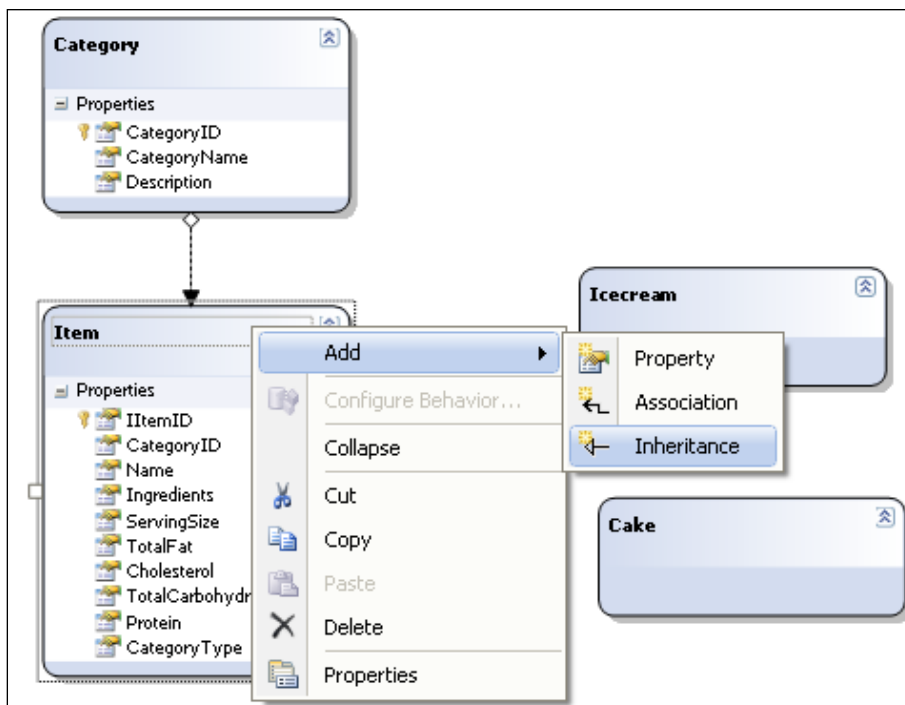 Category
Properties
CategoryID
CategoryName
Description
Item
Properties
IItemID
CategoryID
Name
Ingredients
ServingSize
TotalFat
Cholesterol
TotalCarbohydr
Protein
CategoryType
Add
Configure Behavior...
Collapse
Cut
Copy
Paste
Delete
Properties
Property
Association
Inheritance
Icecream
Cake